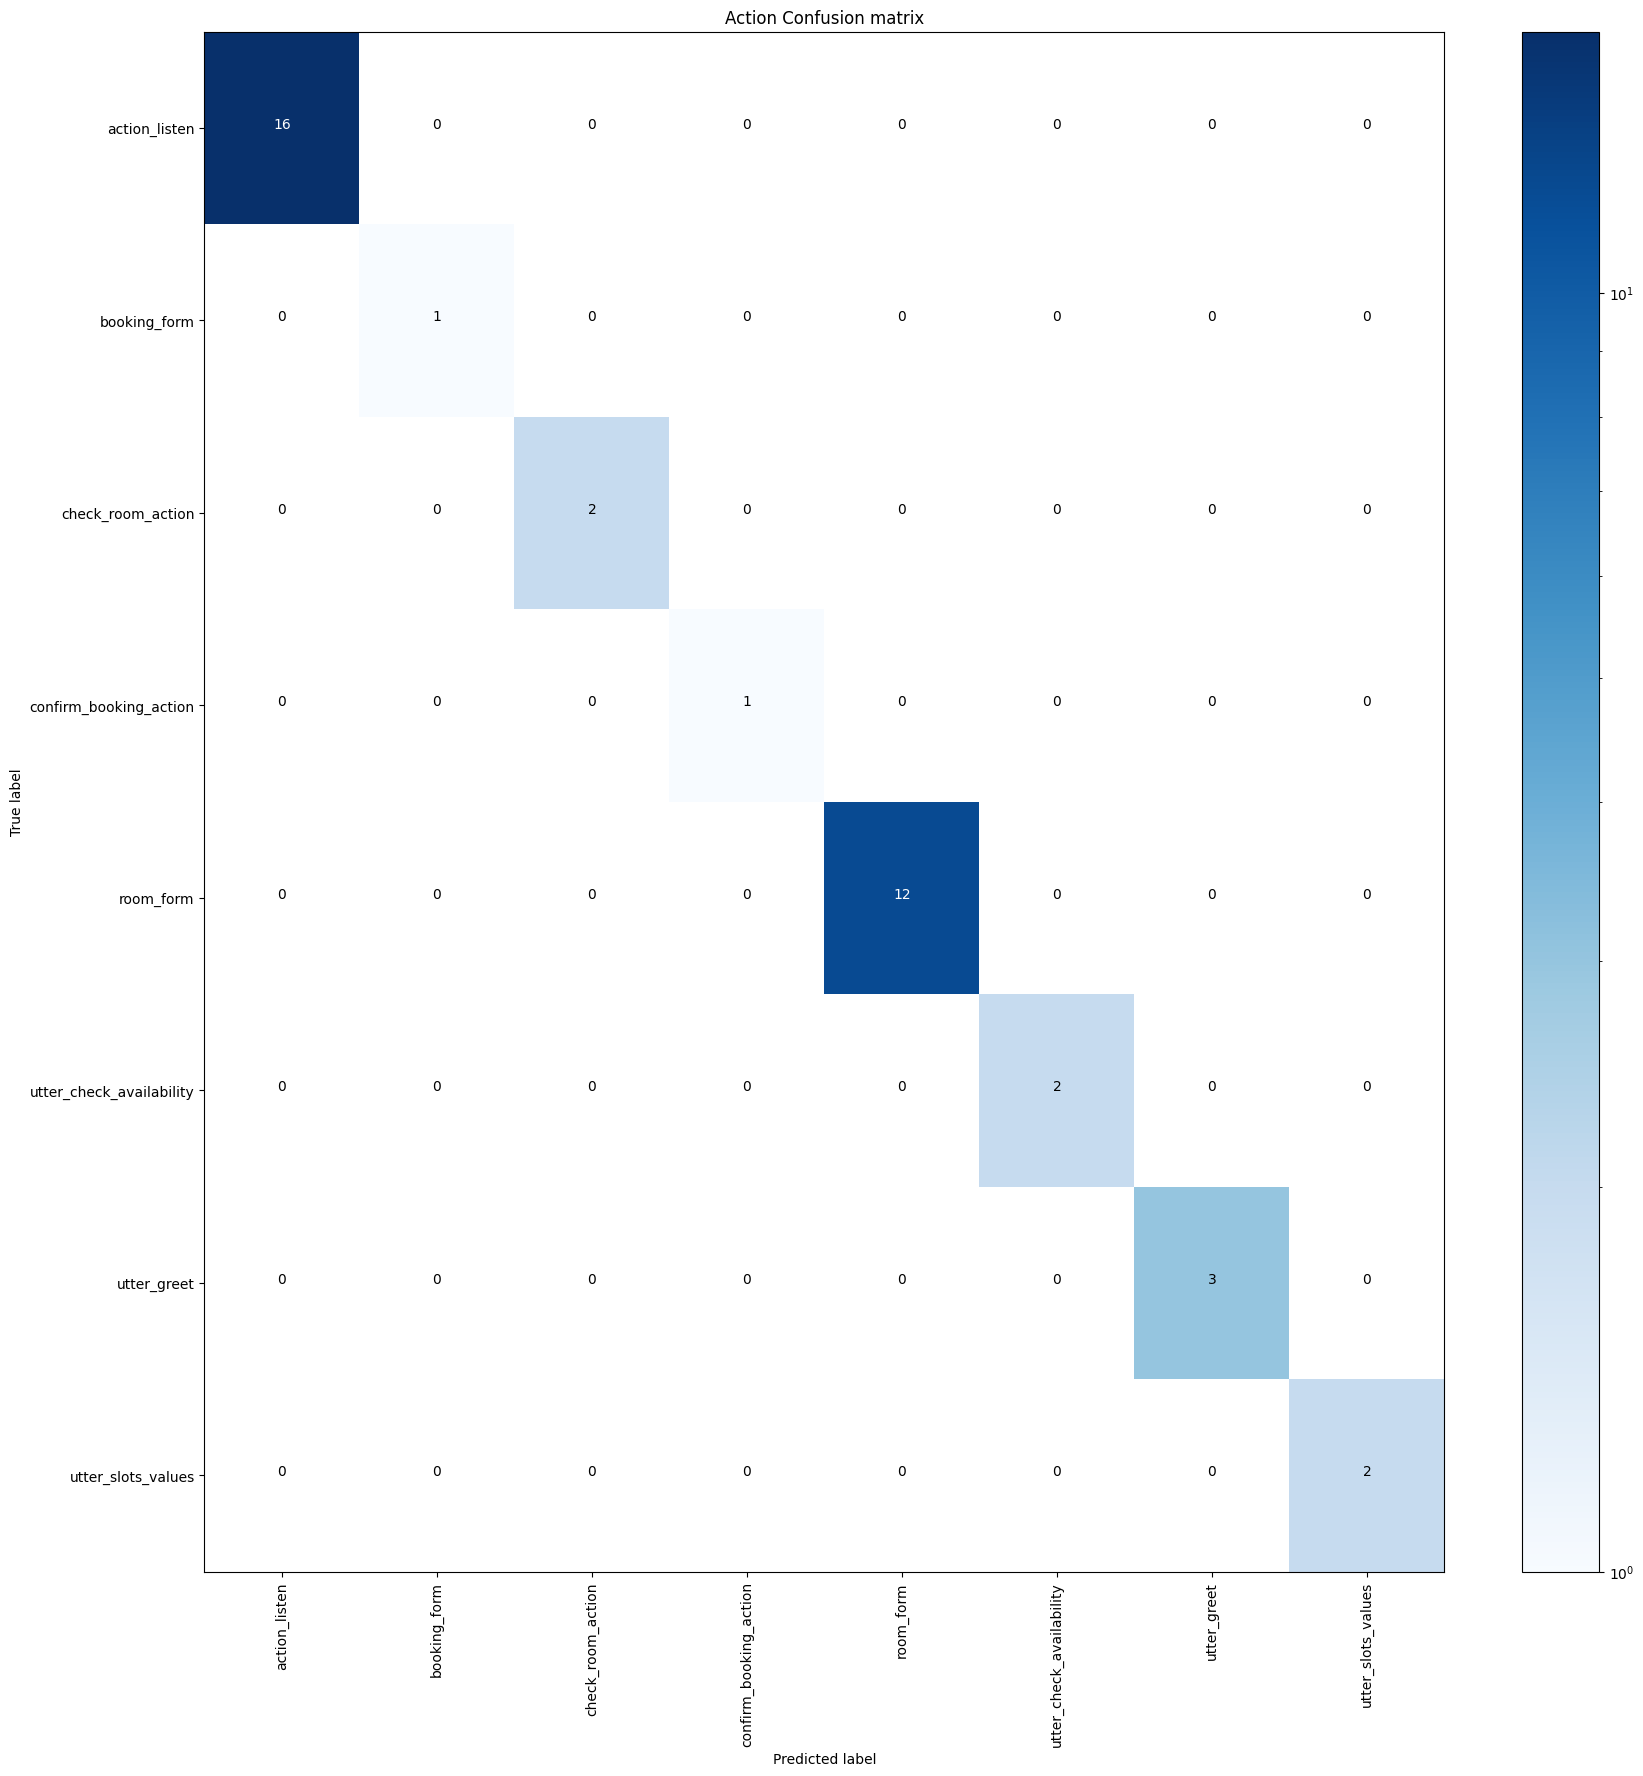 Action Confusion matrix
action_listen 16 0 0 0 0 0 0 0
booking_form 0 1 0 0 0 0 0 0
check_room_action 0 0 2 0 0 0 0 0
confirm_booking_action 0 0 0 1 0 0 0 0
room_form 0 0 0 0 12 0 0 0
utter_check_availability 0 0 0 0 0 2 0 0
utter_greet 0 0 0 0 0 0 3 0
utter_slots_values 0 0 0 0 0 0 0 2
True label
action_listen
booking_form
check_room_action
confirm_booking_action
room_form
utter_check_availability
utter_greet
utter_slots_values
Predicted label
10¹
10⁰